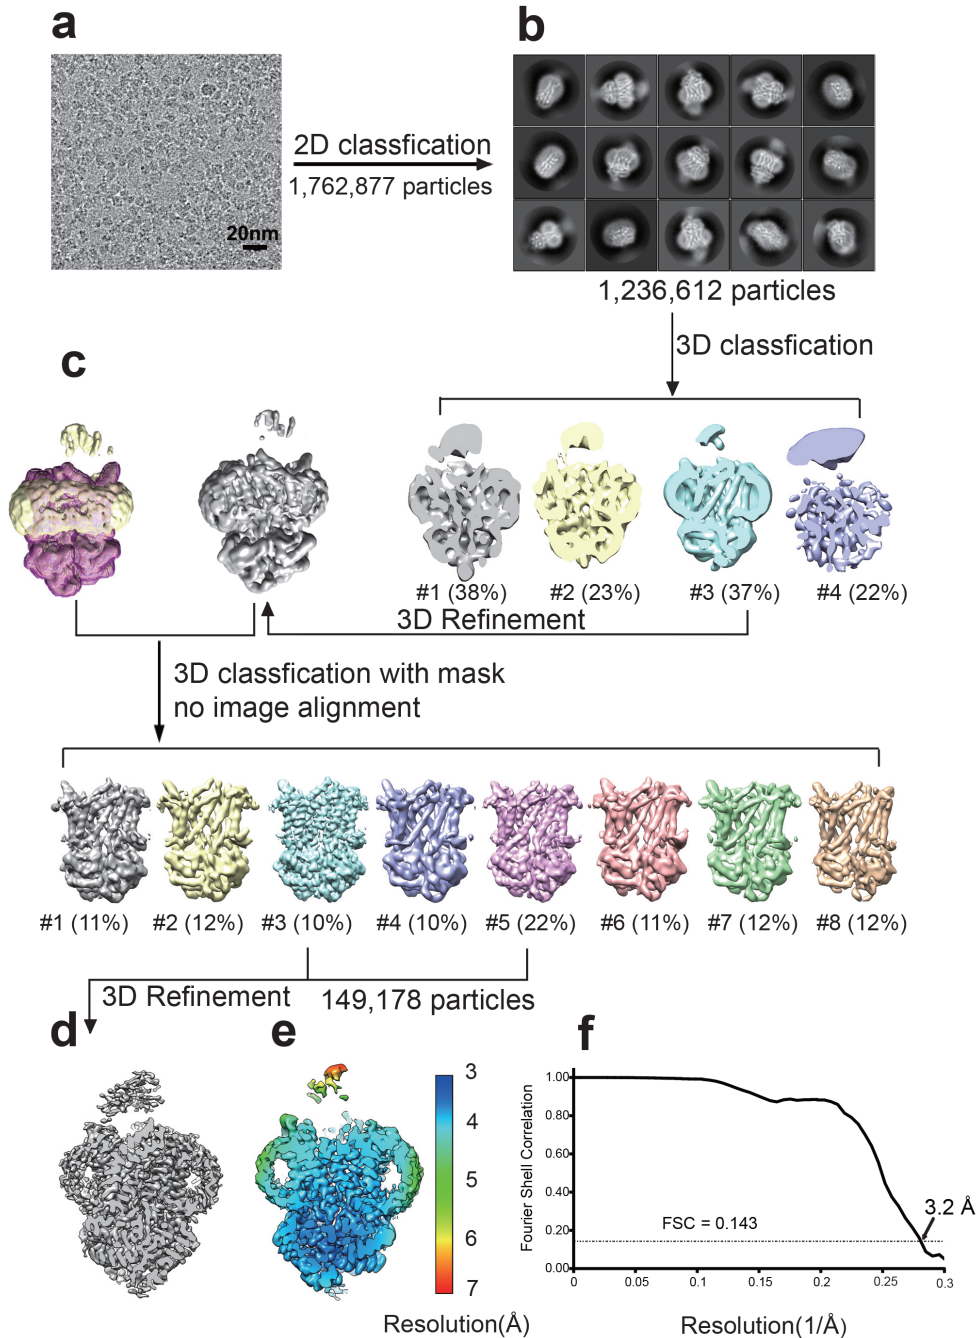 a
b
20nm
2D classfication
1,762,877 particles
1,236,612 particles
3D classfication
c
#1 (38%)
#2 (23%)
#3 (37%)
#4 (22%)
3D Refinement
3D classfication with mask
no image alignment
#1 (11%)
#2 (12%)
#3 (10%)
#4 (10%)
#5 (22%)
#6 (11%)
#7 (12%)
#8 (12%)
3D Refinement
149,178 particles
d
e
f
3
4
5
6
7
Resolution(Å)
Fourier Shell Correlation
1.00
0.80
0.60
0.40
0.20
0.00
FSC = 0.143
3.2 Å
0
0.05
0.1
0.15
0.2
0.25
0.3
Resolution(1/Å)